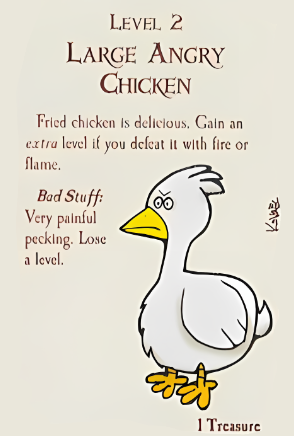 LEVEL 2
LARGE ANGRY
CHICKEN
Fried chicken is delicious. Gain an
extra level if you defeat it with fire or
flame.
Bad Stuff:
Very painful
pecking. Lose
a level.
KOVALIC
1 Treasure